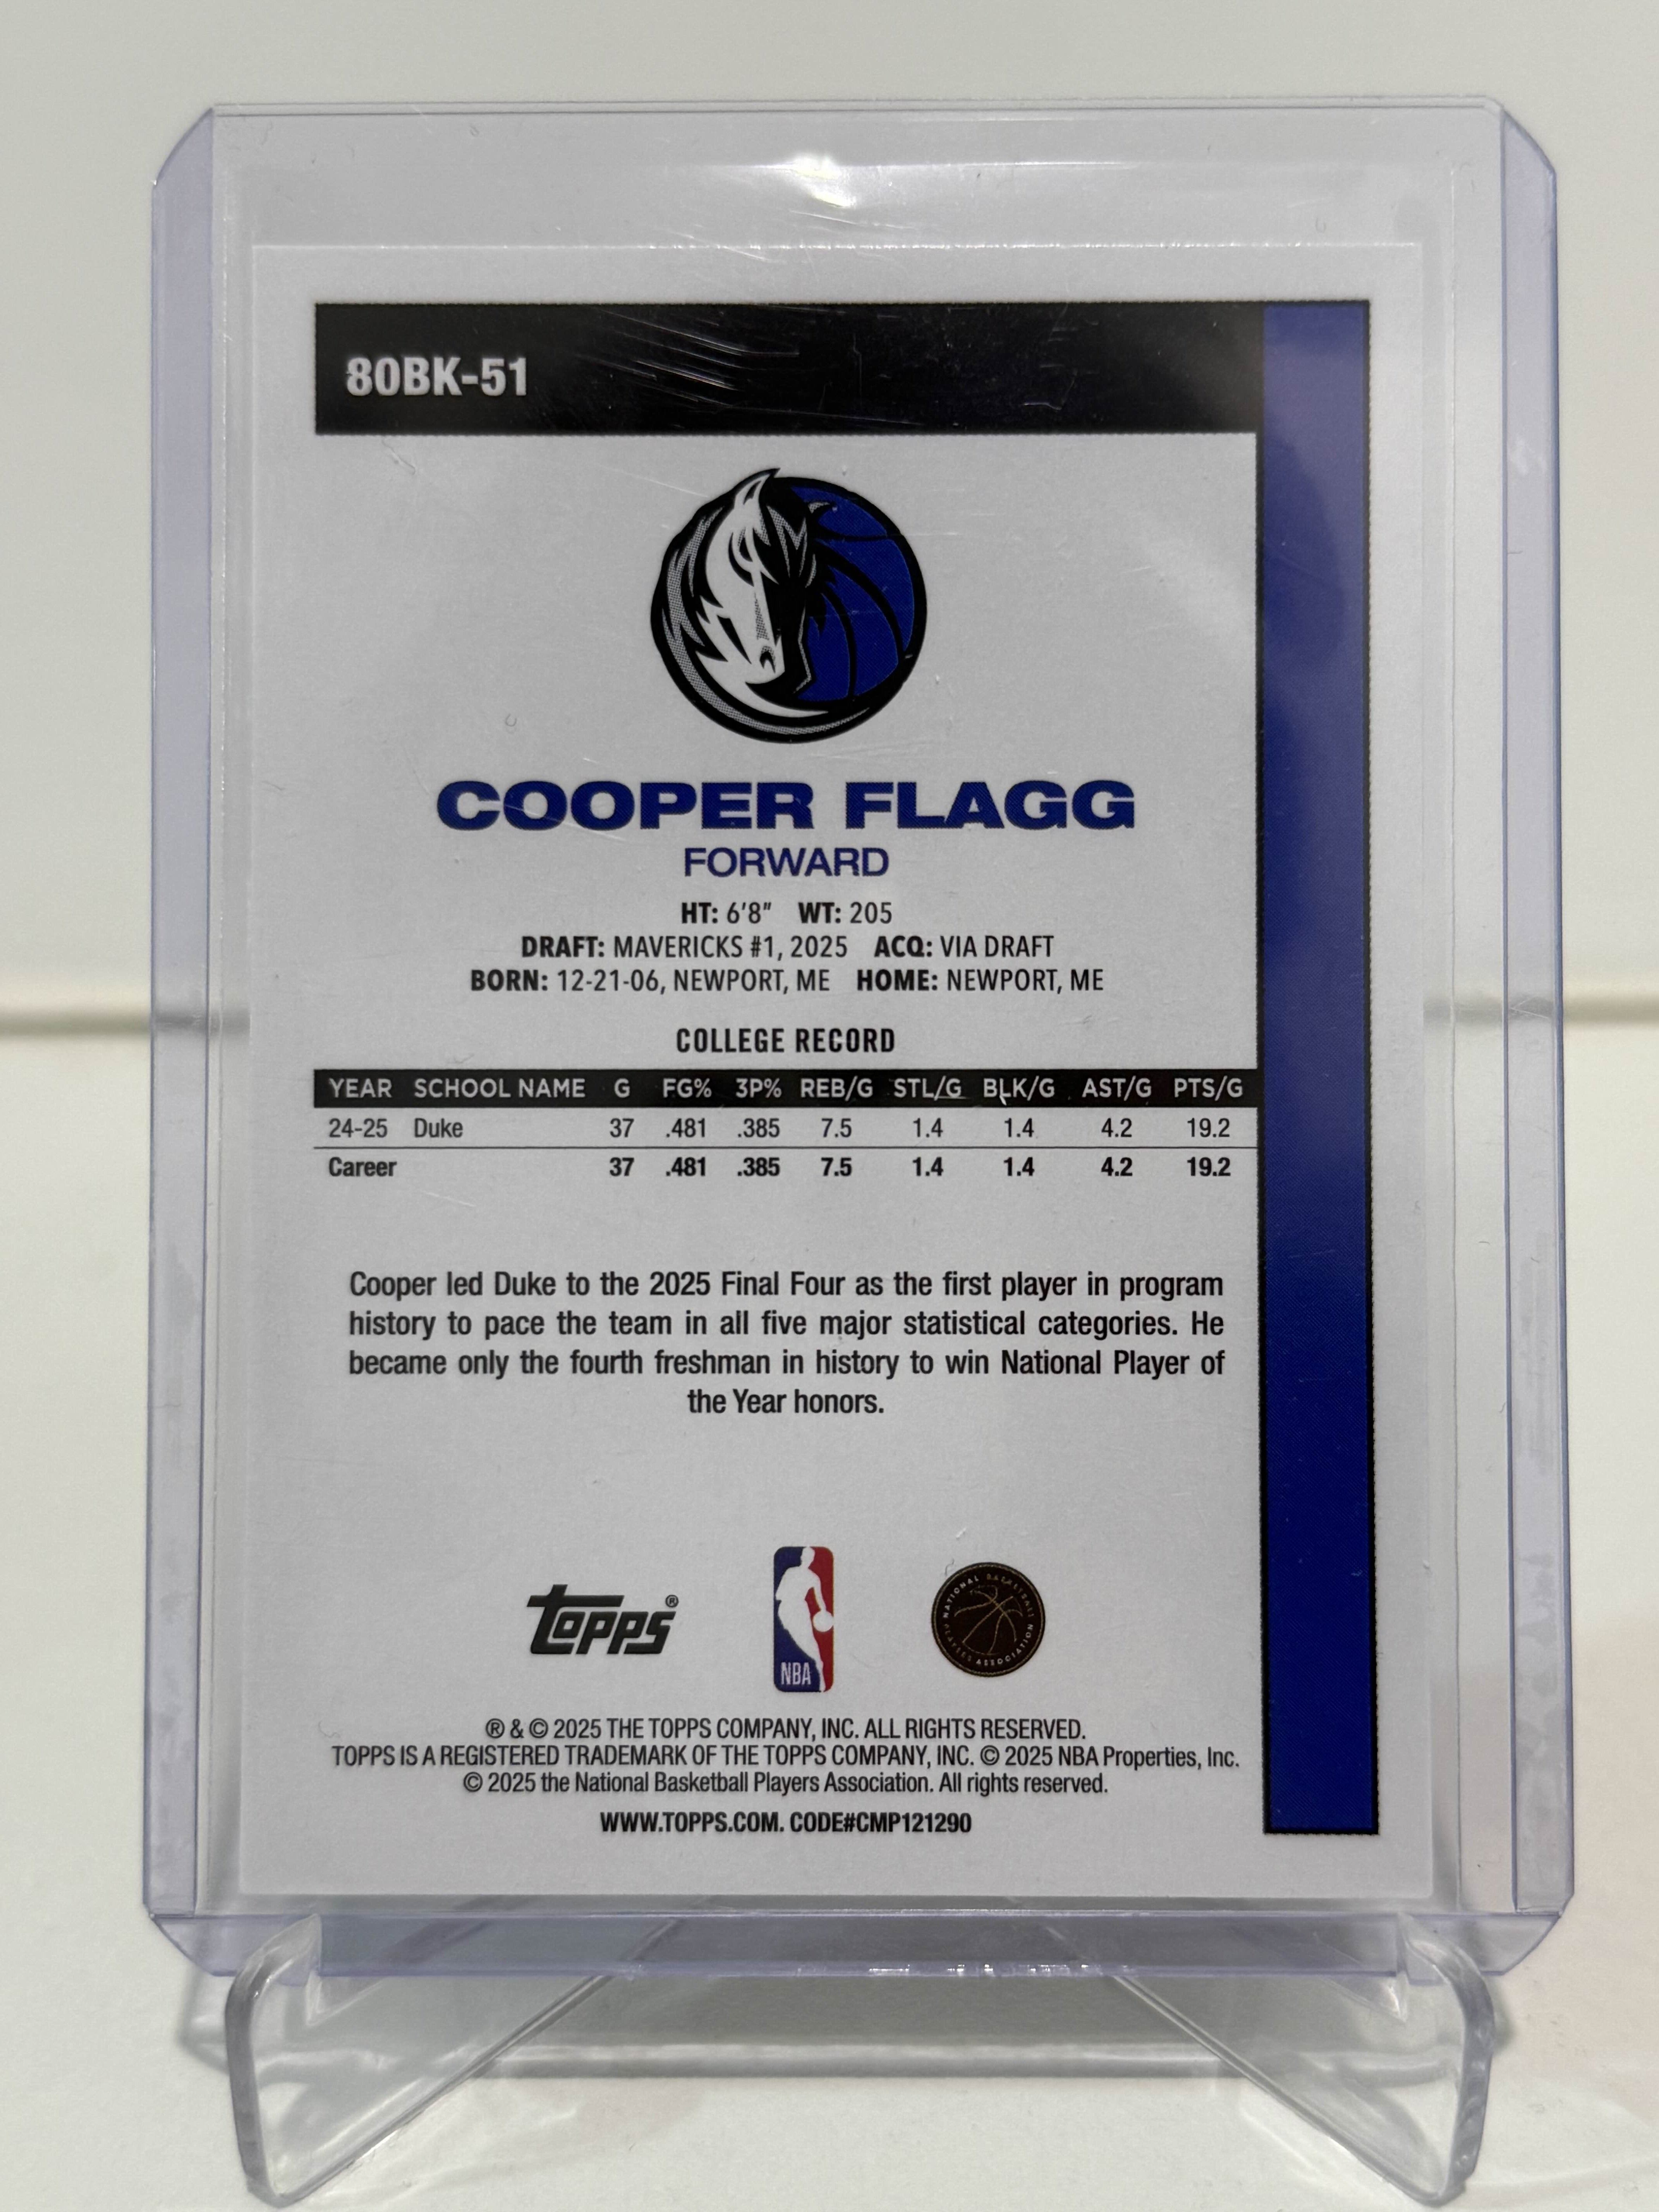 80BK-51
COOPER FLAGG
FORWARD
HT: 6'8" WT: 205
DRAFT: MAVERICKS #1, 2025 ACQ: VIA DRAFT
BORN: 12-21-06, NEWPORT, ME HOME: NEWPORT, ME
COLLEGE RECORD
YEAR SCHOOL NAME G FG% 3P% REB/G STL/G BLK/G AST/G PTS/G
24-25 Duke 37 .481 .385 7.5 1.4 1.4 4.2 19.2
Career 37 .481 .385 7.5 1.4 1.4 4.2 19.2
Cooper led Duke to the 2025 Final Four as the first player in program
history to pace the team in all five major statistical categories. He
became only the fourth freshman in history to win National Player of
the Year honors.
topps®
NBA
NATIONAL BASKETBALL PLAYERS ASSOCIATION
® & © 2025 THE TOPPS COMPANY, INC. ALL RIGHTS RESERVED.
TOPPS IS A REGISTERED TRADEMARK OF THE TOPPS COMPANY, INC. © 2025 NBA Properties, Inc.
© 2025 the National Basketball Players Association. All rights reserved.
WWW.TOPPS.COM. CODE#CMP121290